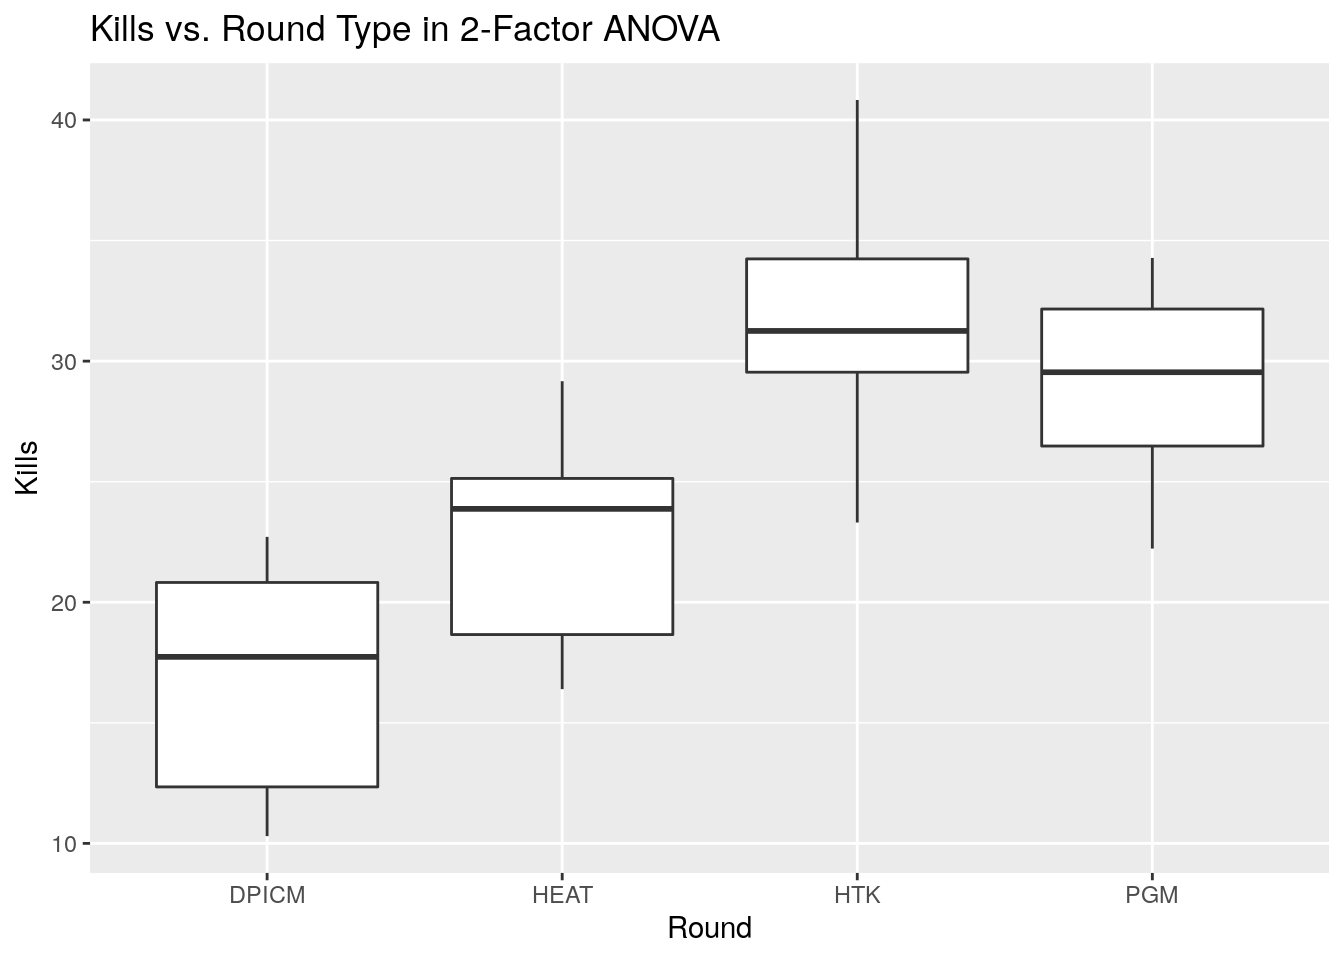 Kills vs. Round Type in 2-Factor ANOVA
40
30
20
10
Kills
DPICM HEAT HTK PGM
Round